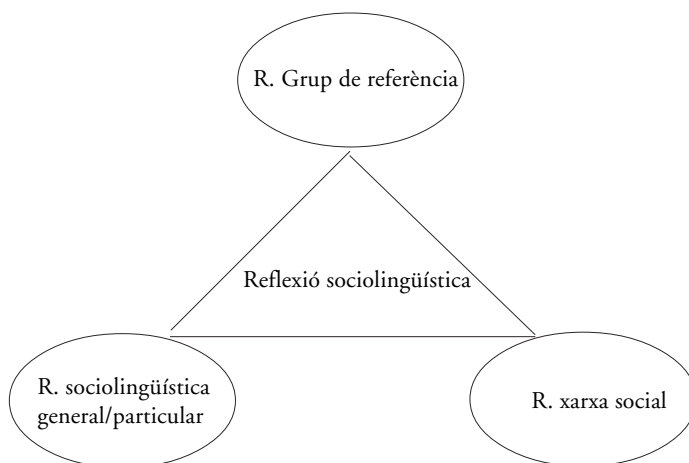 R. Grup de referència
Reflexió sociolingüística
R. sociolingüística
general/particular
R. xarxa social